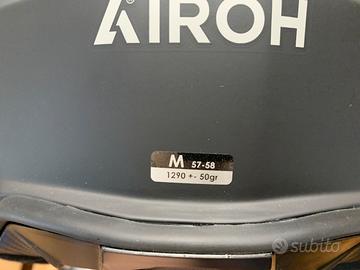 AIROH
M 57-58
1290 +- 50gr
subito